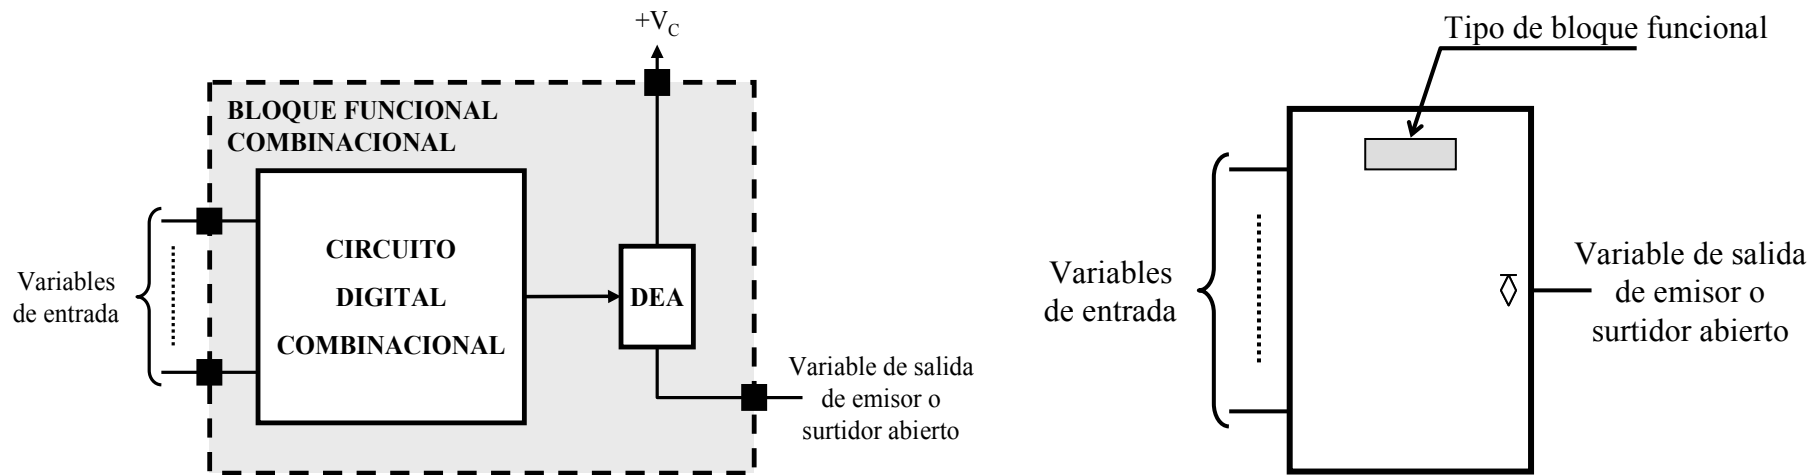 +V_C
BLOQUE FUNCIONAL
COMBINACIONAL
CIRCUITO
DIGITAL
COMBINACIONAL
DEA
Variables
de entrada
Variable de salida
de emisor o
surtidor abierto
Tipo de bloque funcional
Variables
de entrada
Variable de salida
de emisor o
surtidor abierto